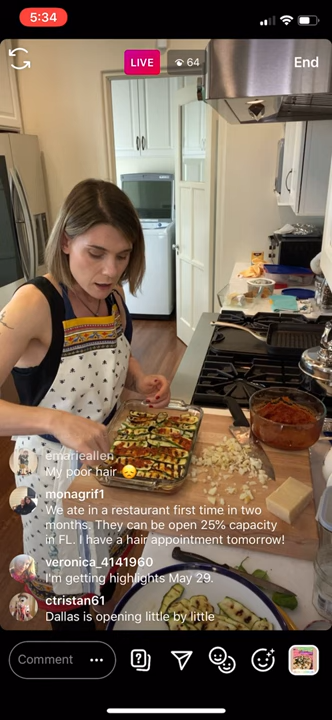 5:34
LIVE
64
End
emarieallen
My poor hair 😞
monagrif1
We ate in a restaurant first time in two
months. They can be open 25% capacity
in FL. I have a hair appointment tomorrow!
veronica_4141960
I'm getting highlights May 29.
ctristan61
Dallas is opening little by little
Comment